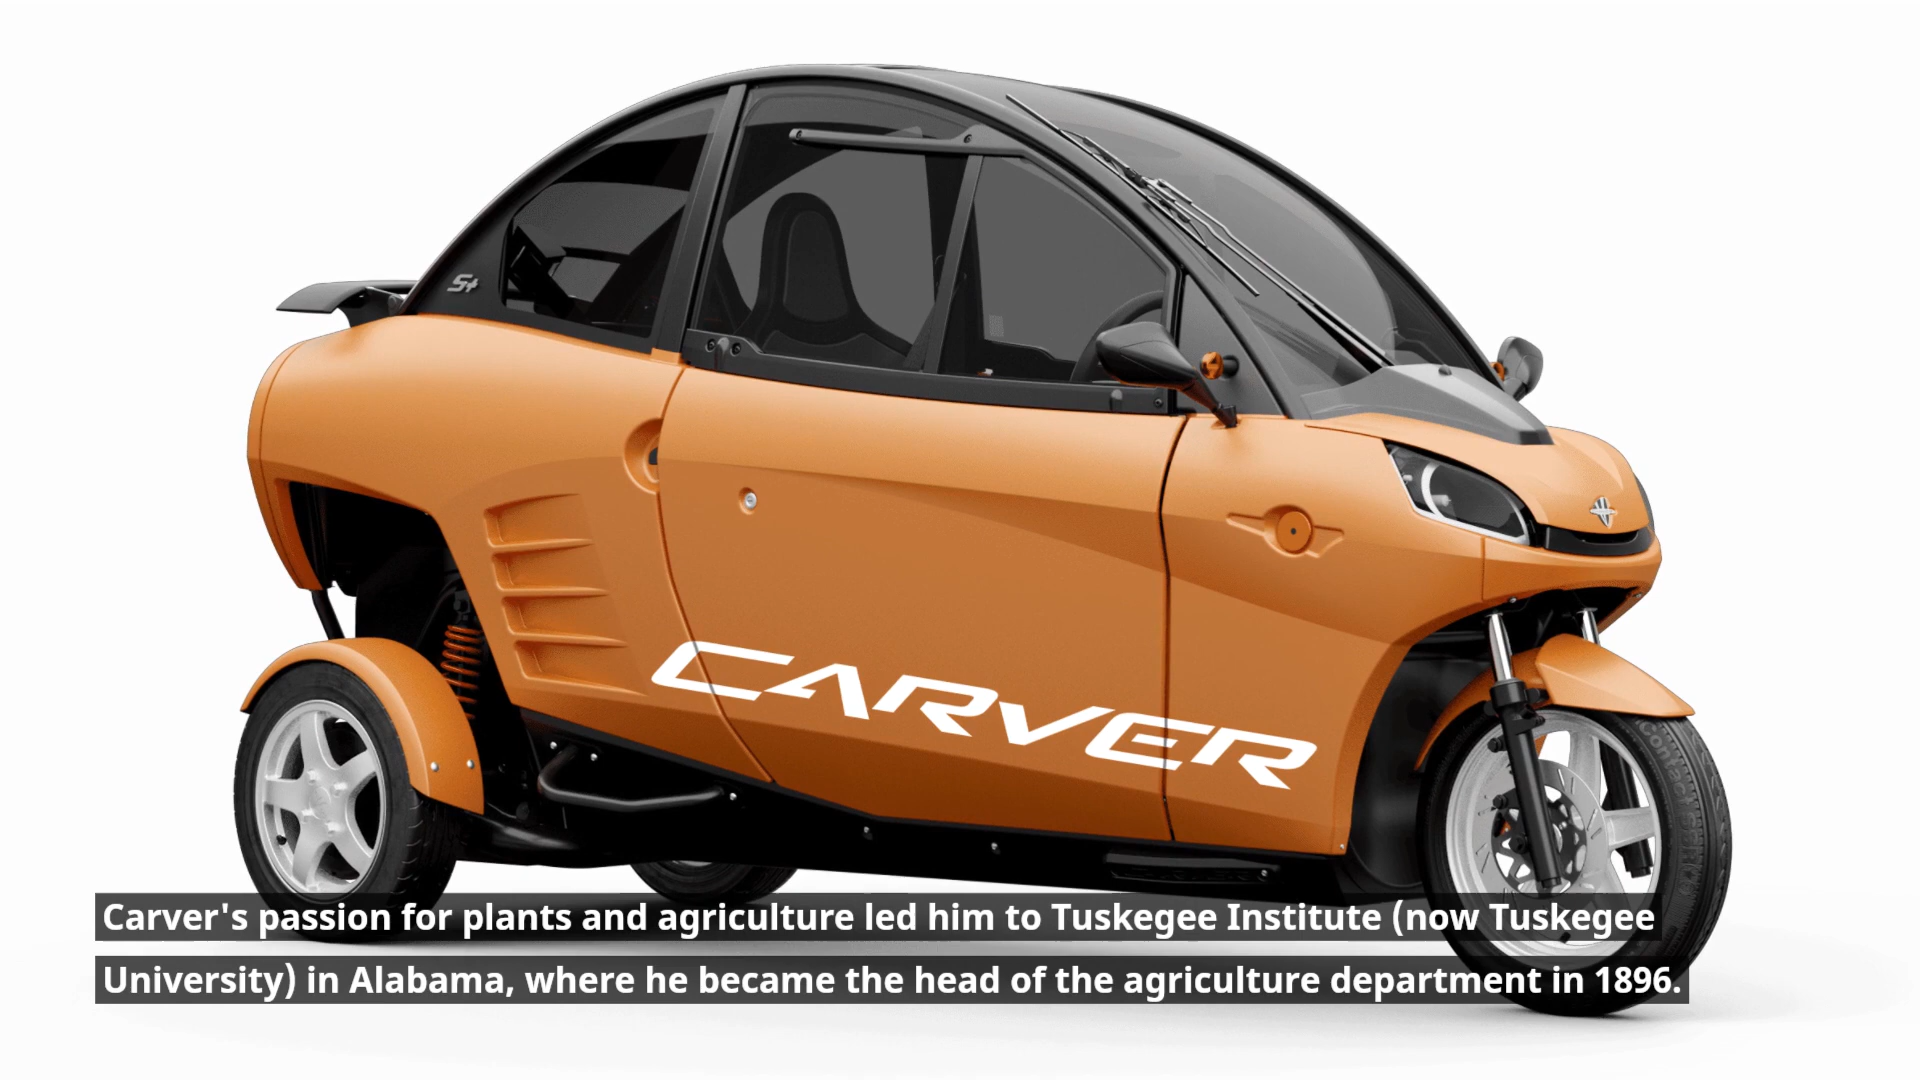 S+
CARVER
Contact
Carver's passion for plants and agriculture led him to Tuskegee Institute (now Tuskegee
University) in Alabama, where he became the head of the agriculture department in 1896.